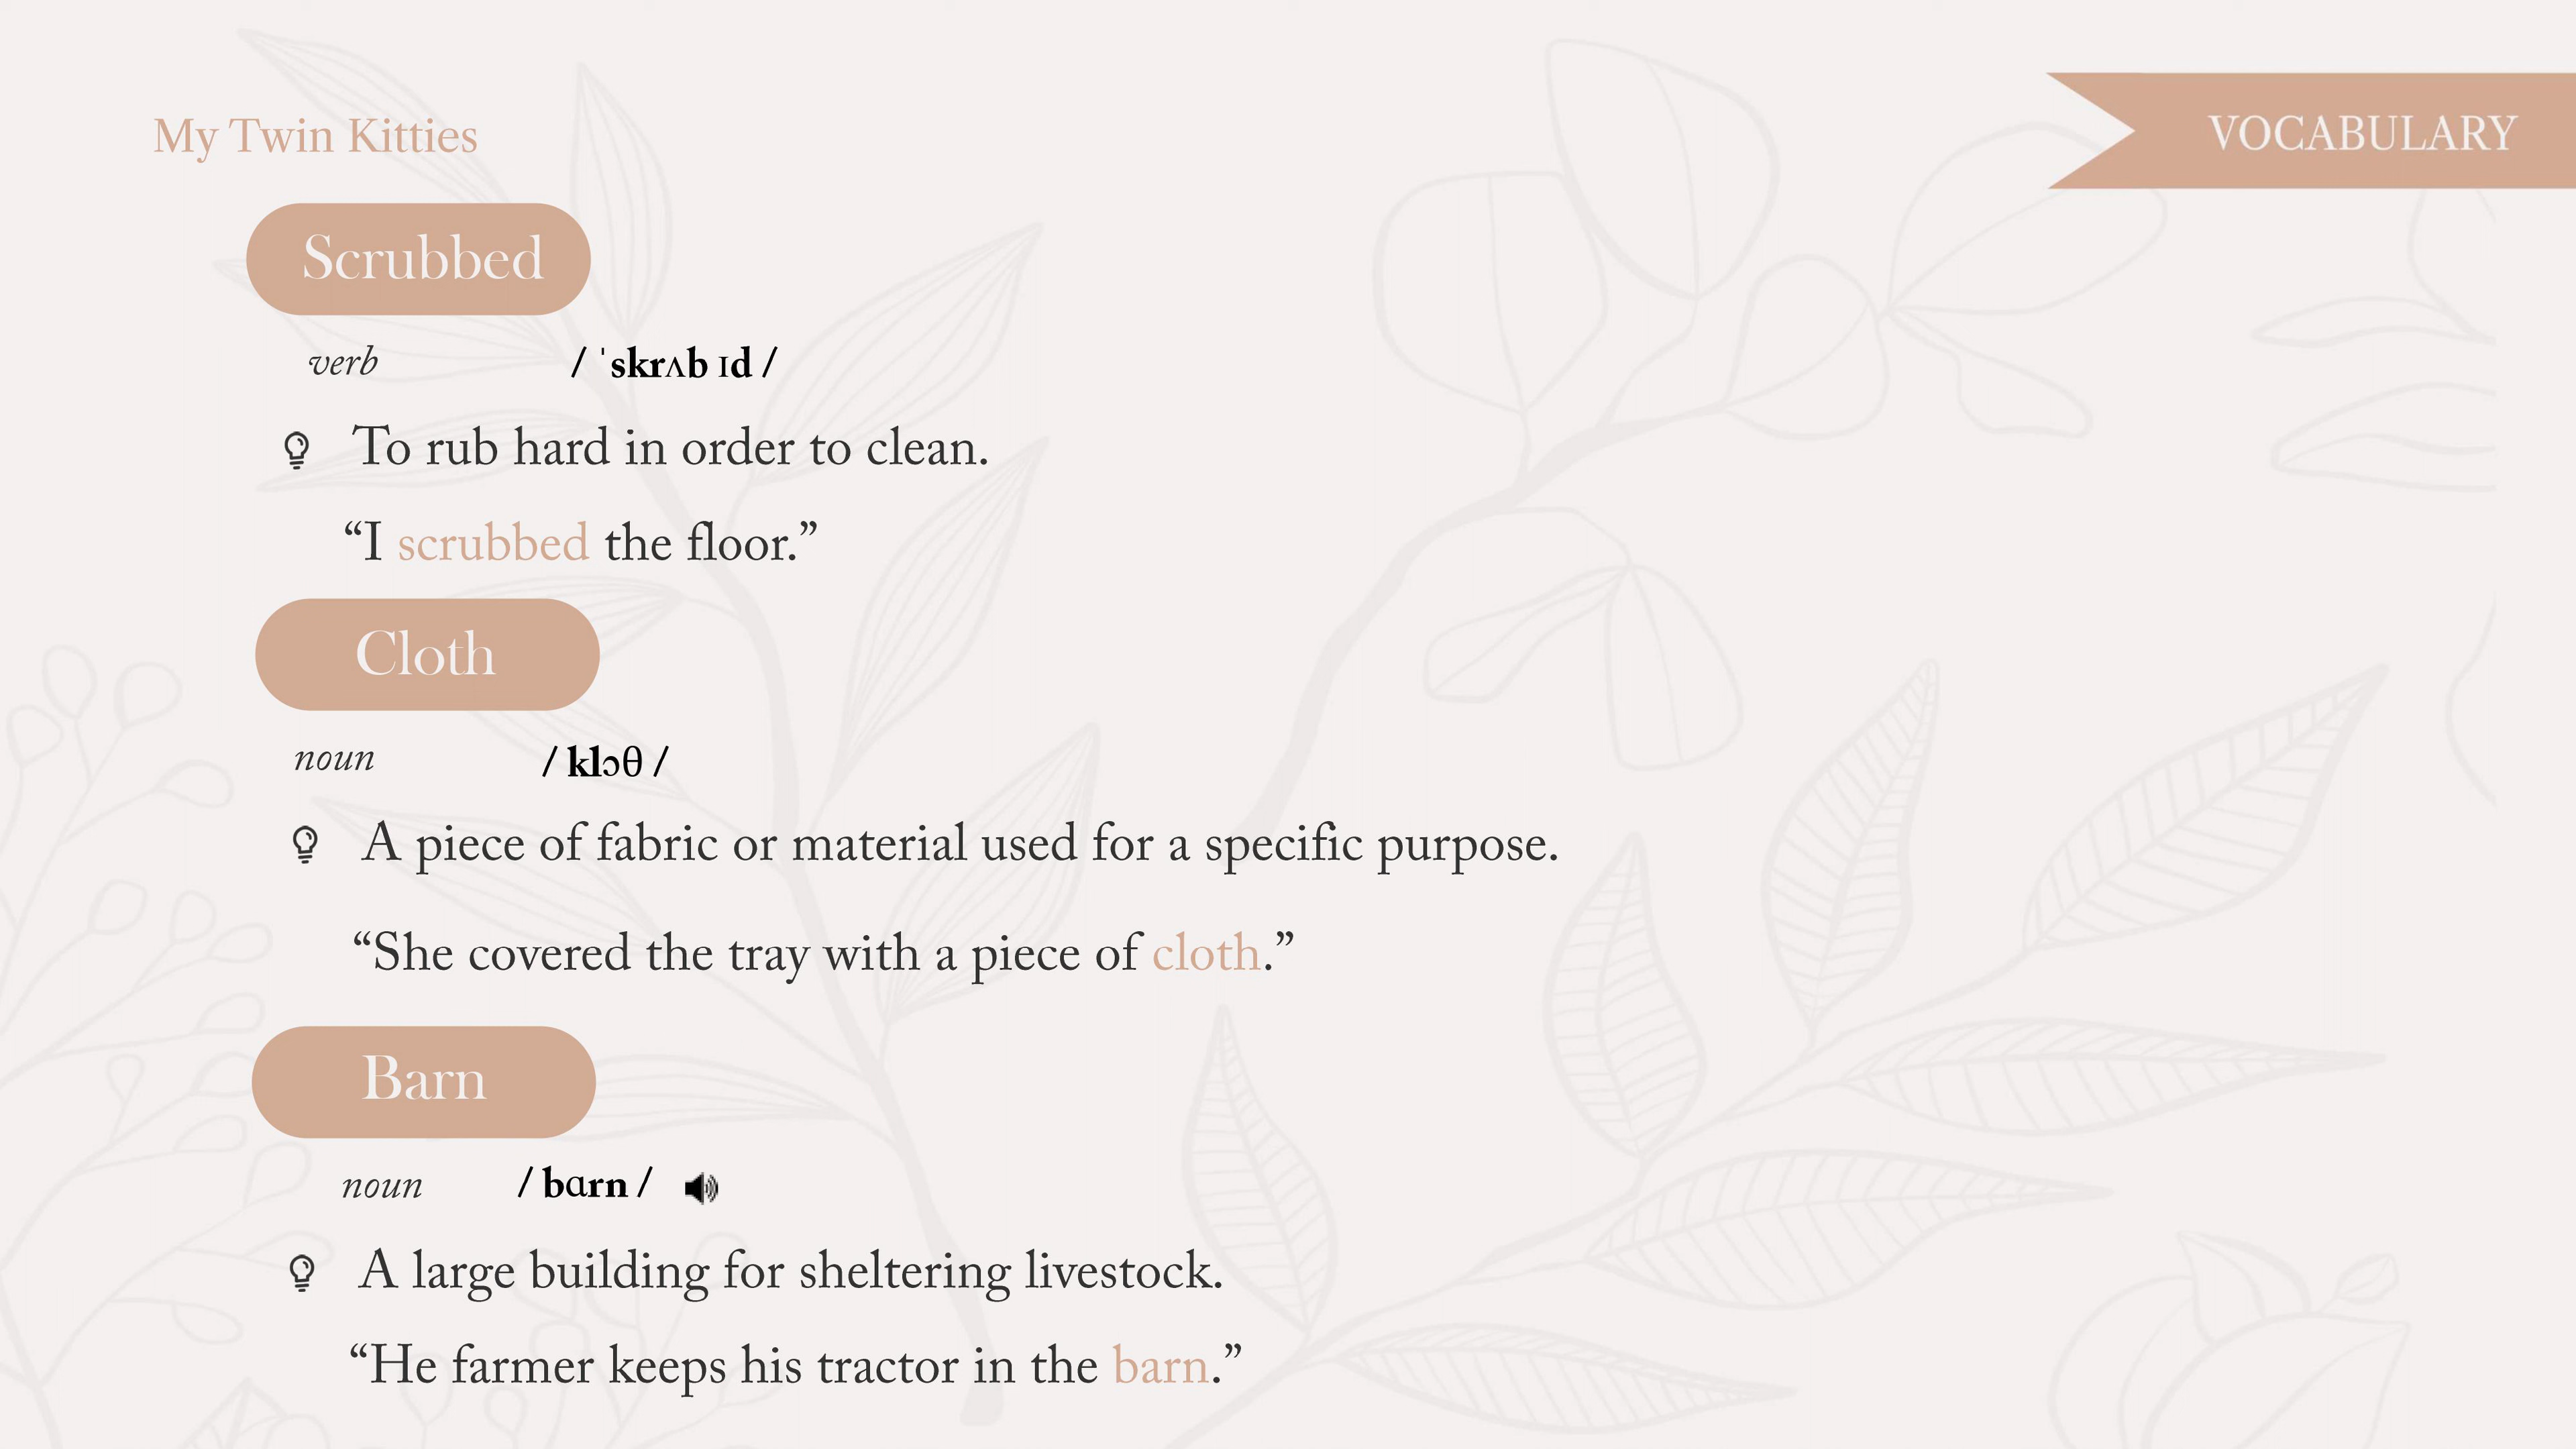 My Twin Kitties
VOCABULARY
Scrubbed
verb / ˈskrʌb ɪd /
To rub hard in order to clean.
“I scrubbed the floor.”
Cloth
noun / klɔθ /
A piece of fabric or material used for a specific purpose.
“She covered the tray with a piece of cloth.”
Barn
noun / bɑrn /
A large building for sheltering livestock.
“He farmer keeps his tractor in the barn.”